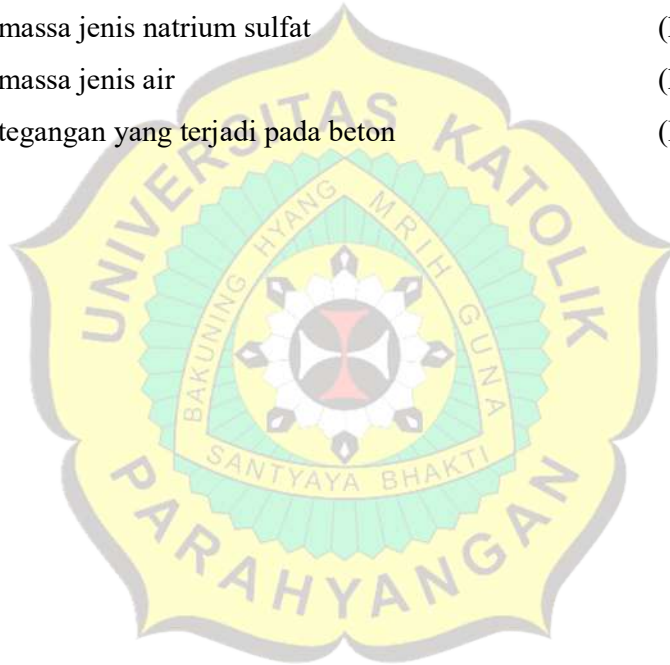 massa jenis natrium sulfat (
massa jenis air (
tegangan yang terjadi pada beton (
UNIVERSITAS KATOLIK
BAKUNING HYANG MRIH GUNA
SANTYAYA BHAKTI
PARAHYANGAN